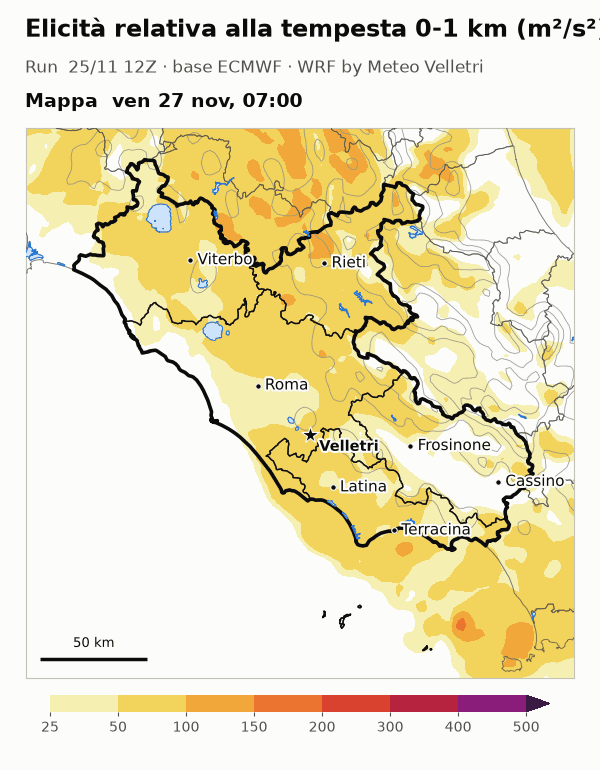 Elicità relativa alla tempesta 0-1 km (m²/s²)
Run  25/11 12Z · base ECMWF · WRF by Meteo Velletri
Mappa  ven 27 nov, 07:00
Viterbo
Rieti
Roma
Velletri
Frosinone
Latina
Cassino
Terracina
50 km
25 50 100 150 200 300 400 500